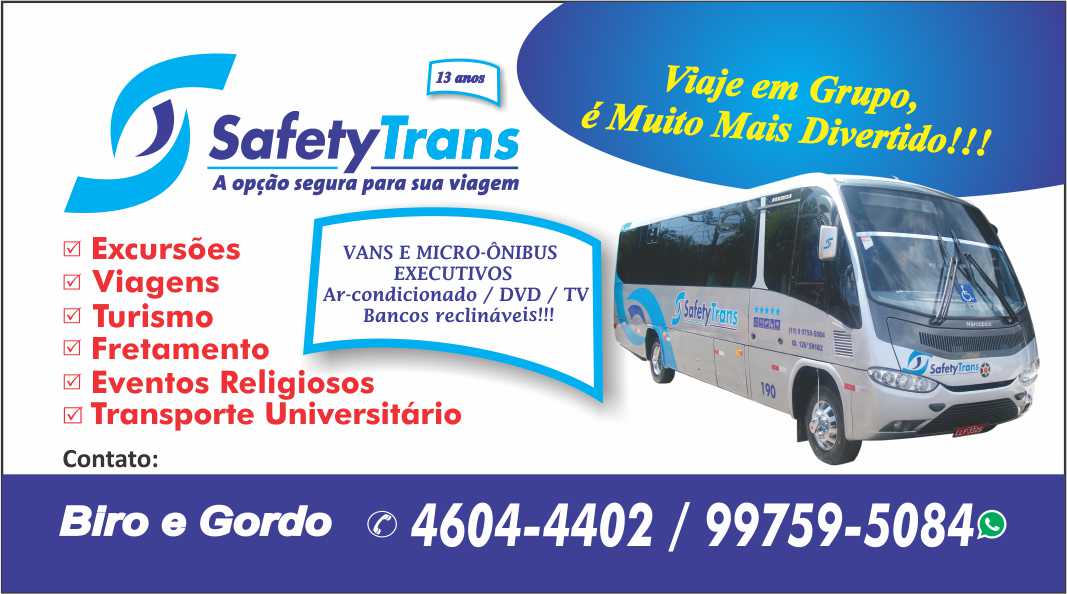 13 anos
Viaje em Grupo,
é Muito Mais Divertido!!!
SafetyTrans
A opção segura para sua viagem
Excursões
Viagens
Turismo
Fretamento
Eventos Religiosos
Transporte Universitário
VANS E MICRO-ÔNIBUS
EXECUTIVOS
Ar-condicionado / DVD / TV
Bancos reclináveis!!!
SafetyTrans
190
SafetyTrans
Contato:
Biro e Gordo
4604-4402 / 99759-5084